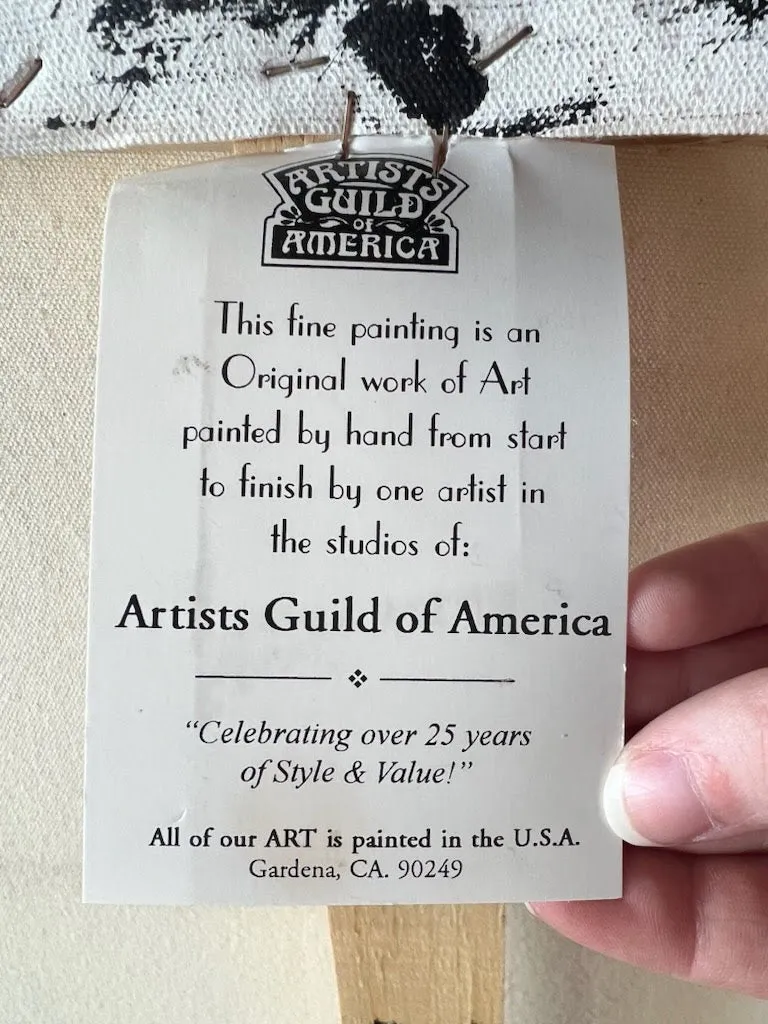 ARTISTS
GUILD
OF
AMERICA
This fine painting is an
Original work of Art
painted by hand from start
to finish by one artist in
the studios of:
Artists Guild of America
“Celebrating over 25 years
of Style & Value!”
All of our ART is painted in the U.S.A.
Gardena, CA. 90249